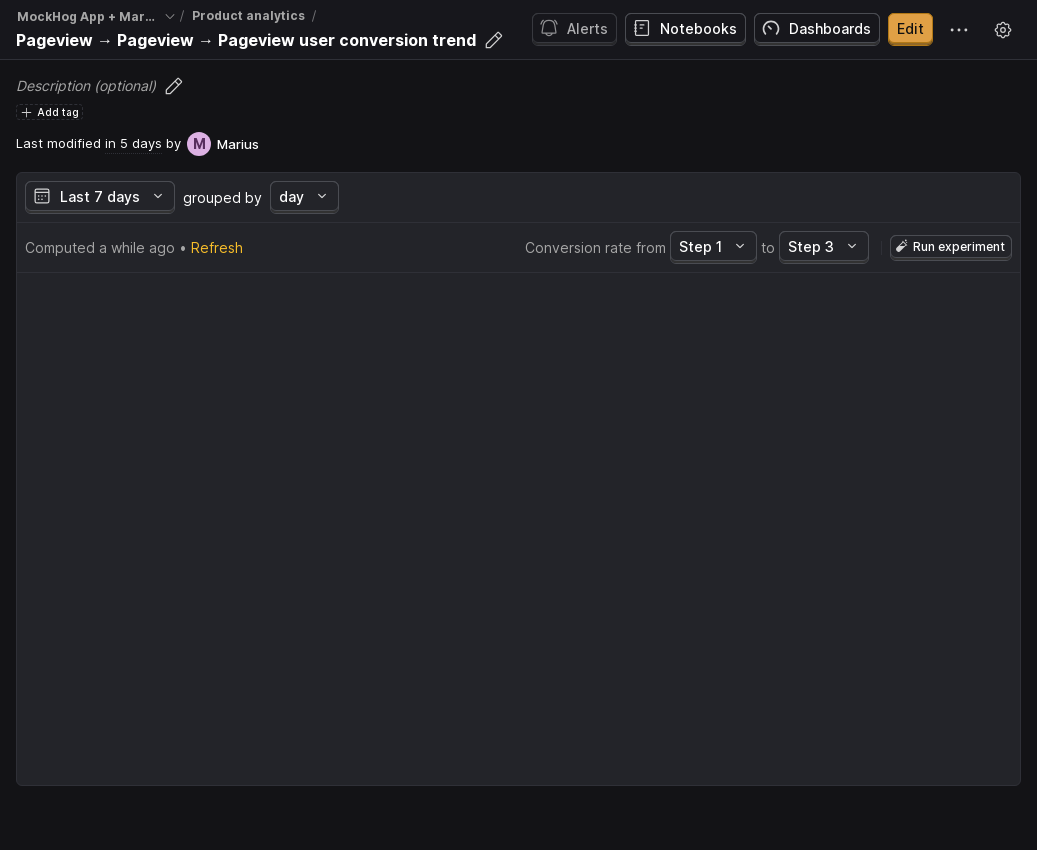 MockHog App + Mar... / Product analytics /
Pageview → Pageview → Pageview user conversion trend
Alerts Notebooks Dashboards Edit
Description (optional)
Add tag
Last modified in 5 days by M Marius
Last 7 days grouped by day
Computed a while ago • Refresh Conversion rate from Step 1 to Step 3 Run experiment